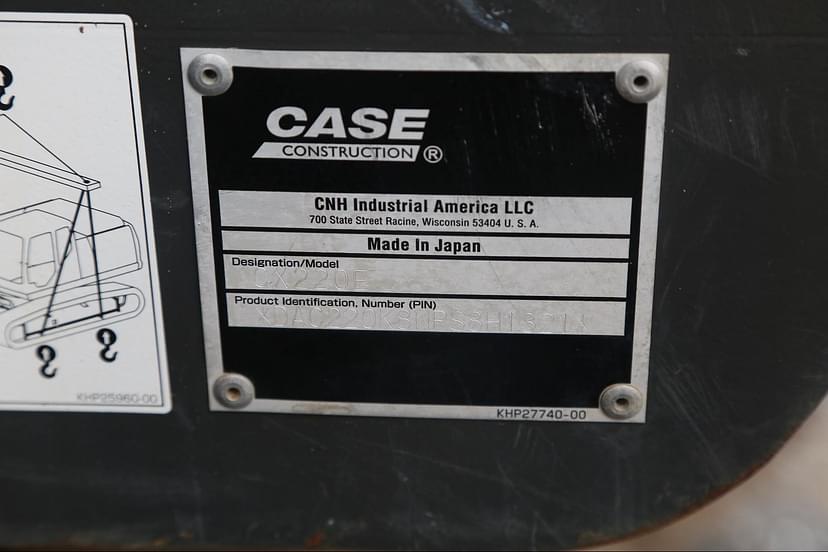 CASE
CONSTRUCTION ®
CNH Industrial America LLC
700 State Street Racine, Wisconsin 53404 U. S. A.
Made In Japan
Designation/Model
CX220E
Product Identification, Number (PIN)
KHP27740-00
KHP25960-00